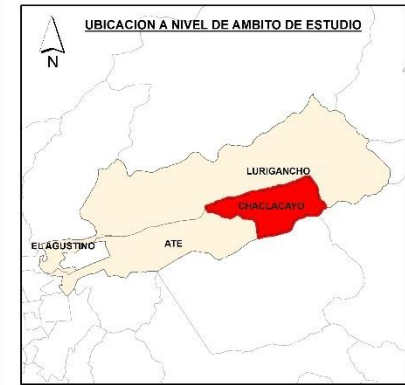 UBICACION A NIVEL DE AMBITO DE ESTUDIO
N
LURIGANCHO
CHACLACAYO
EL AGUSTINO
ATE